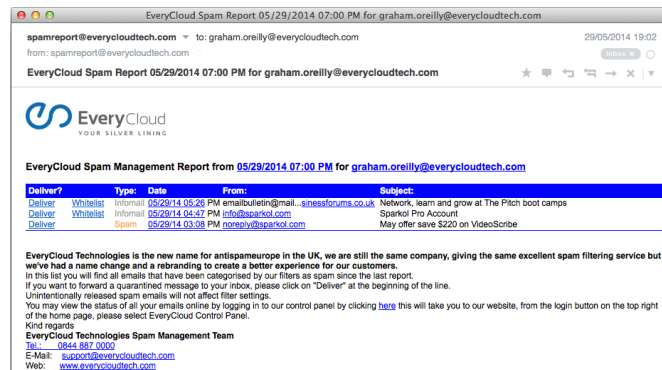 EveryCloud Spam Report 05/29/2014 07:00 PM for graham.oreilly@everycloudtech.com
spamreport@everycloudtech.com to: graham.oreilly@everycloudtech.com 29/05/2014 19:02
from: spamreport@everycloudtech.com Inbox x
EveryCloud Spam Report 05/29/2014 07:00 PM for graham.oreilly@everycloudtech.com
EveryCloud
YOUR SILVER LINING
EveryCloud Spam Management Report from 05/29/2014 07:00 PM for graham.oreilly@everycloudtech.com
Deliver? Type: Date From: Subject:
Deliver Whitelist Infomail 05/29/14 05:26 PM emailbulletin@mail...sinessforums.co.uk Network, learn and grow at The Pitch boot camps
Deliver Whitelist Infomail 05/29/14 04:47 PM info@sparkol.com Sparkol Pro Account
Deliver Spam 05/29/14 03:08 PM noreply@sparkol.com May offer save $220 on VideoScribe
EveryCloud Technologies is the new name for antispameurope in the UK, we are still the same company, giving the same excellent spam filtering service but
we've had a name change and a rebranding to create a better experience for our customers.
In this list you will find all emails that have been categorised by our filters as spam since the last report.
If you want to forward a quarantined message to your inbox, please click on "Deliver" at the beginning of the line.
Unintentionally released spam emails will not affect filter settings.
You may view the status of all your emails online by logging in to our control panel by clicking here this will take you to our website, from the login button on the top right
of the home page, please select EveryCloud Control Panel.
Kind regards
EveryCloud Technologies Spam Management Team
Tel.: 0844 887 0000
E-Mail: support@everycloudtech.com
Web: www.everycloudtech.com